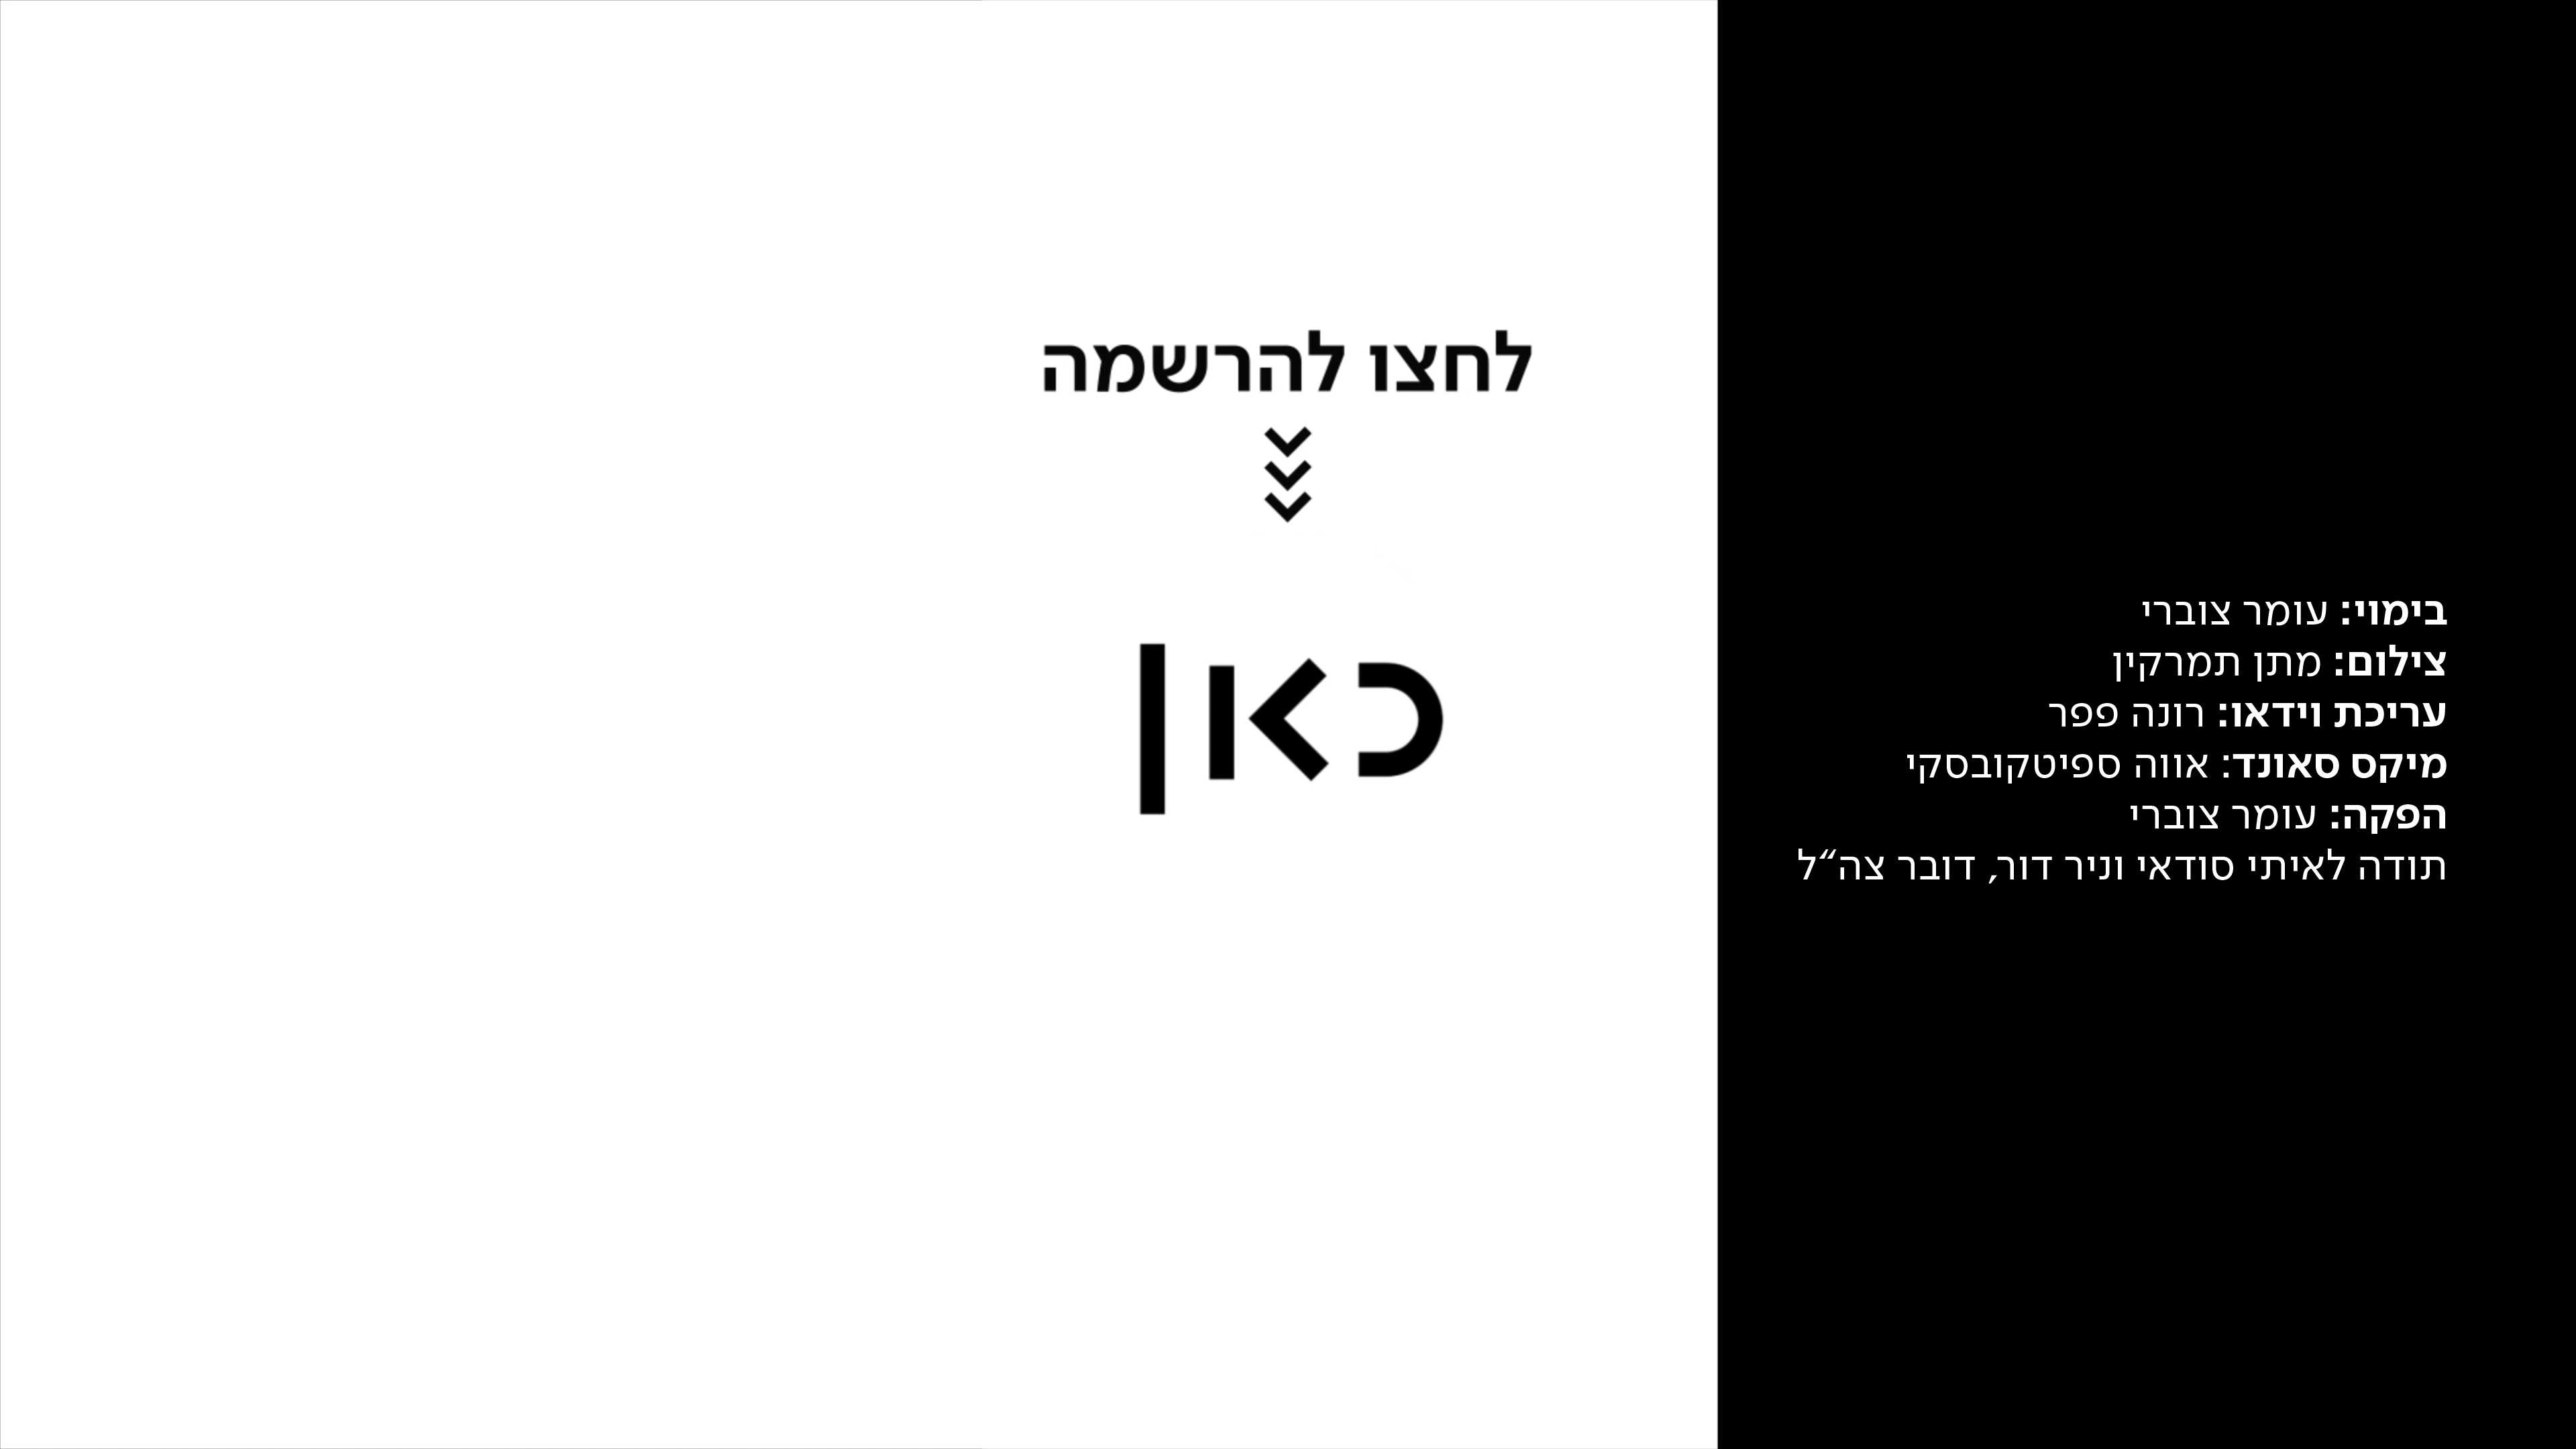 לחצו להרשמה
כאן
בימוי: עומר צוברי
צילום: מתן תמרקין
עריכת וידאו: רונה פפר
מיקס סאונד: אווה ספיטקובסקי
הפקה: עומר צוברי
תודה לאיתי סודאי וניר דור, דובר צה״ל